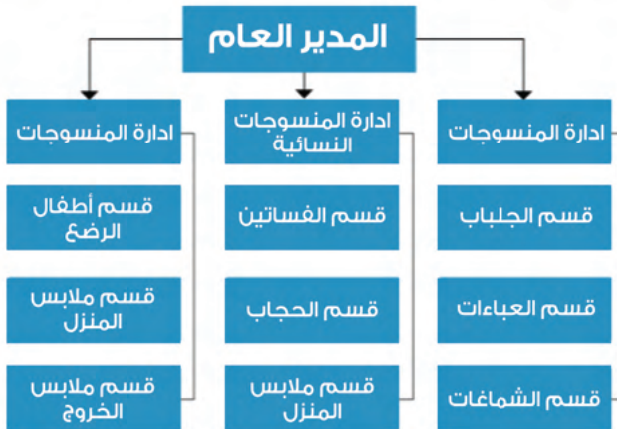 المدير العام
ادارة المنسوجات
ادارة المنسوجات
النسائية
ادارة المنسوجات
قسم الجلباب
قسم الفساتين
قسم أطفال
الرضع
قسم العباءات
قسم الحجاب
قسم ملابس
المنزل
قسم الشماغات
قسم ملابس
المنزل
قسم ملابس
الخروج